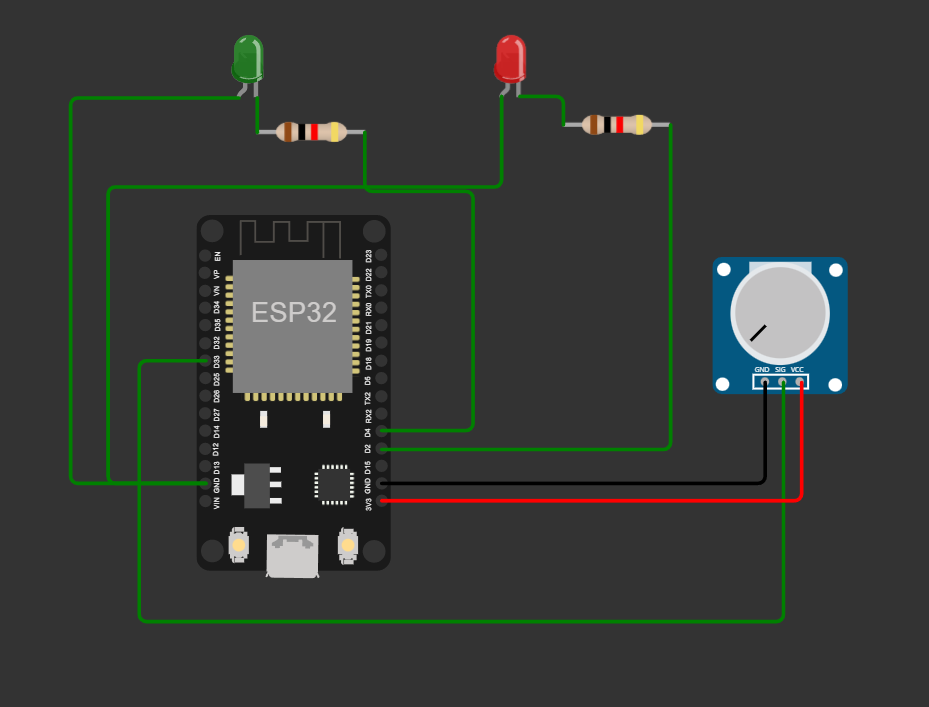 ESP32
EN
VP
VN
D34
D35
D32
D33
D25
D26
D27
D14
D12
D13
GND
VIN
D23
D22
TX0
RX0
D21
D19
D18
D5
TX2
RX2
D4
D2
D15
GND
3V3
GND SIG VCC